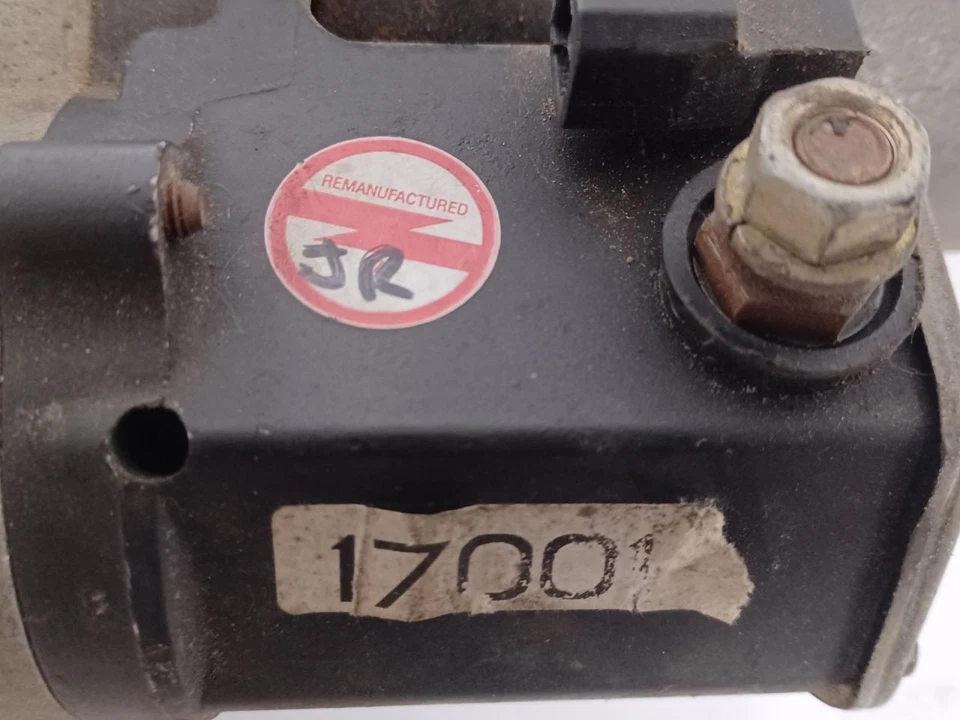 REMANUFACTURED
JR
17001